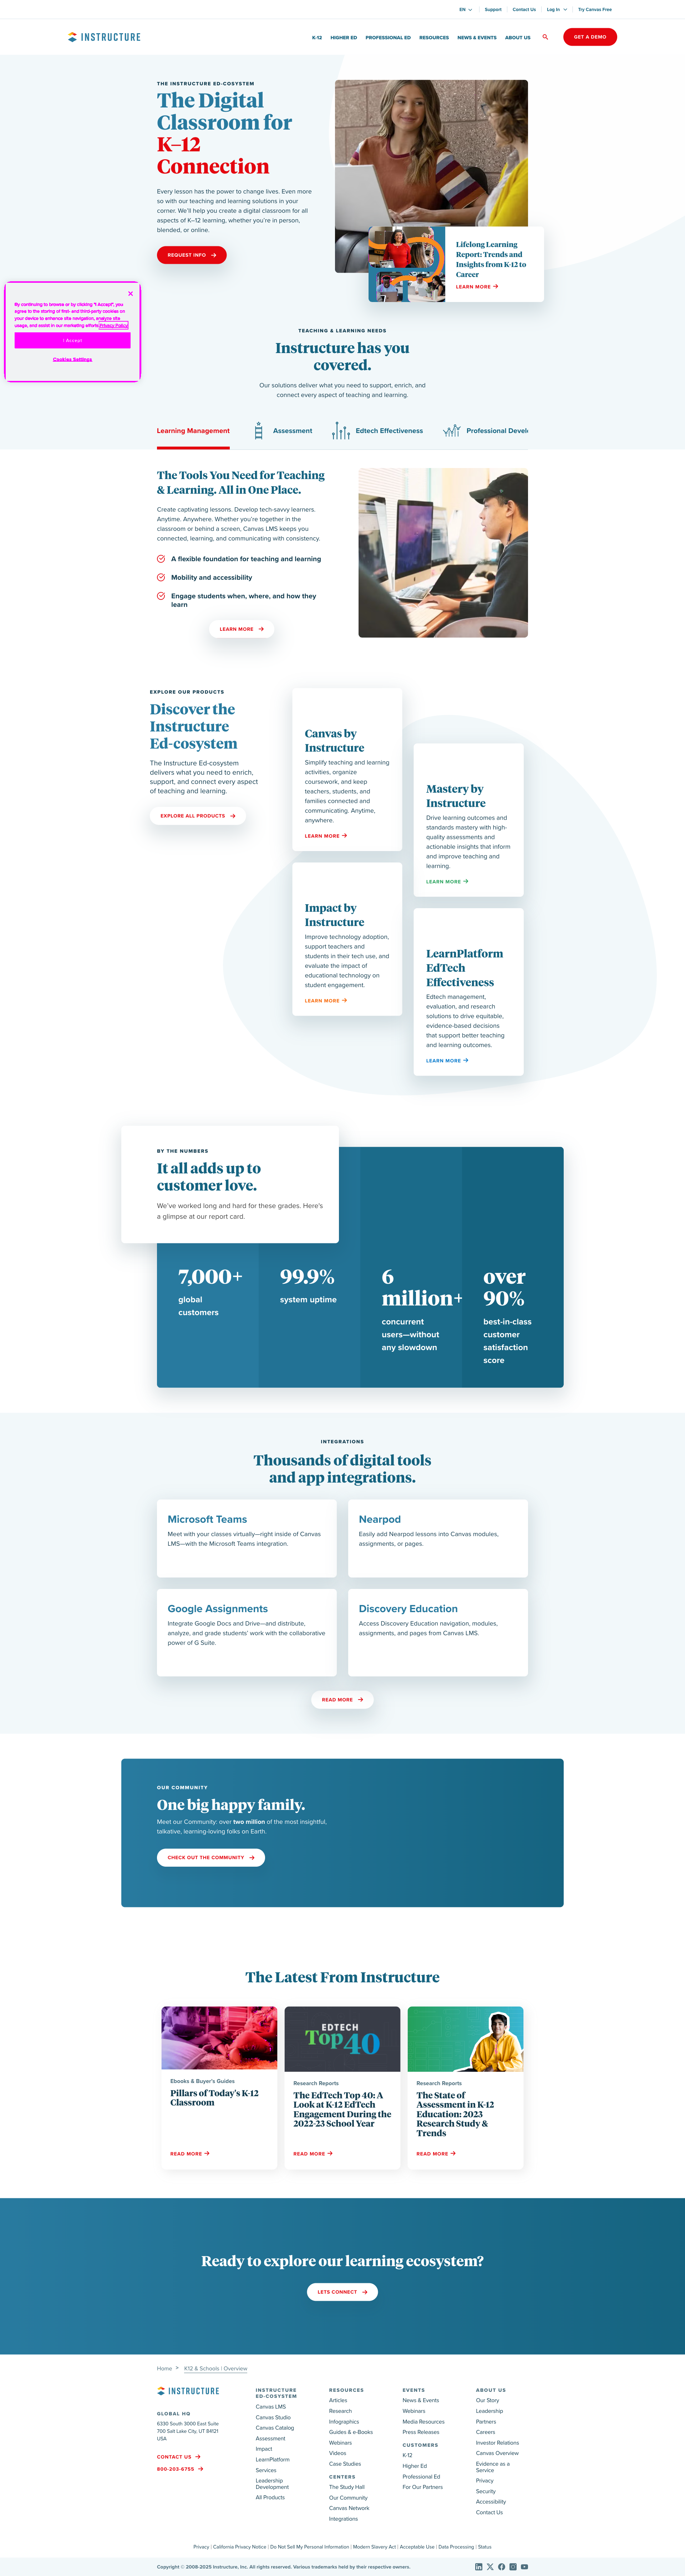 EN
Support
Contact Us
Log In
Try Canvas Free
INSTRUCTURE
K-12
HIGHER ED
PROFESSIONAL ED
RESOURCES
NEWS & EVENTS
ABOUT US
GET A DEMO
THE INSTRUCTURE ED-COSYSTEM
The Digital
Classroom for
K–12
Connection
Every lesson has the power to change lives. Even more
so with our teaching and learning solutions in your
corner. We'll help you create a digital classroom for all
aspects of K–12 learning, whether you're in person,
blended, or online.
REQUEST INFO
Lifelong Learning
Report: Trends and
Insights from K-12 to
Career
LEARN MORE
By continuing to browse or by clicking "I Accept", you
agree to the storing of first- and third-party cookies on
your device to enhance site navigation, analyze site
usage, and assist in our marketing efforts. Privacy Policy
I Accept
Cookies Settings
TEACHING & LEARNING NEEDS
Instructure has you
covered.
Our solutions deliver what you need to support, enrich, and
connect every aspect of teaching and learning.
Learning Management
Assessment
Edtech Effectiveness
Professional Devel
The Tools You Need for Teaching
& Learning. All in One Place.
Create captivating lessons. Develop tech-savvy learners.
Anytime. Anywhere. Whether you're together in the
classroom or behind a screen, Canvas LMS keeps you
connected, learning, and communicating with consistency.
A flexible foundation for teaching and learning
Mobility and accessibility
Engage students when, where, and how they
learn
LEARN MORE
EXPLORE OUR PRODUCTS
Discover the
Instructure
Ed-cosystem
The Instructure Ed-cosystem
delivers what you need to enrich,
support, and connect every aspect
of teaching and learning.
EXPLORE ALL PRODUCTS
Canvas by
Instructure
Simplify teaching and learning
activities, organize
coursework, and keep
teachers, students, and
families connected and
communicating. Anytime,
anywhere.
LEARN MORE
Mastery by
Instructure
Drive learning outcomes and
standards mastery with high-
quality assessments and
actionable insights that inform
and improve teaching and
learning.
LEARN MORE
Impact by
Instructure
Improve technology adoption,
support teachers and
students in their tech use, and
evaluate the impact of
educational technology on
student engagement.
LEARN MORE
LearnPlatform
EdTech
Effectiveness
Edtech management,
evaluation, and research
solutions to drive equitable,
evidence-based decisions
that support better teaching
and learning outcomes.
LEARN MORE
BY THE NUMBERS
It all adds up to
customer love.
We've worked long and hard for these grades. Here's
a glimpse at our report card.
7,000+
global
customers
99.9%
system uptime
6
million+
concurrent
users—without
any slowdown
over
90%
best-in-class
customer
satisfaction
score
INTEGRATIONS
Thousands of digital tools
and app integrations.
Microsoft Teams
Meet with your classes virtually—right inside of Canvas
LMS—with the Microsoft Teams integration.
Nearpod
Easily add Nearpod lessons into Canvas modules,
assignments, or pages.
Google Assignments
Integrate Google Docs and Drive—and distribute,
analyze, and grade students' work with the collaborative
power of G Suite.
Discovery Education
Access Discovery Education navigation, modules,
assignments, and pages from Canvas LMS.
READ MORE
OUR COMMUNITY
One big happy family.
Meet our Community: over two million of the most insightful,
talkative, learning-loving folks on Earth.
CHECK OUT THE COMMUNITY
The Latest From Instructure
Ebooks & Buyer's Guides
Pillars of Today's K-12
Classroom
READ MORE
EDTECH
Top40
Research Reports
The EdTech Top 40: A
Look at K-12 EdTech
Engagement During the
2022-23 School Year
READ MORE
Research Reports
The State of
Assessment in K-12
Education: 2023
Research Study &
Trends
READ MORE
Ready to explore our learning ecosystem?
LETS CONNECT
Home > K12 & Schools | Overview
INSTRUCTURE
GLOBAL HQ
6330 South 3000 East Suite
700 Salt Lake City, UT 84121
USA
CONTACT US
800-203-6755
INSTRUCTURE
ED-COSYSTEM
Canvas LMS
Canvas Studio
Canvas Catalog
Assessment
Impact
LearnPlatform
Services
Leadership
Development
All Products
RESOURCES
Articles
Research
Infographics
Guides & e-Books
Webinars
Videos
Case Studies
CENTERS
The Study Hall
Our Community
Canvas Network
Integrations
EVENTS
News & Events
Webinars
Media Resources
Press Releases
CUSTOMERS
K-12
Higher Ed
Professional Ed
For Our Partners
ABOUT US
Our Story
Leadership
Partners
Careers
Investor Relations
Canvas Overview
Evidence as a
Service
Privacy
Security
Accessibility
Contact Us
Privacy | California Privacy Notice | Do Not Sell My Personal Information | Modern Slavery Act | Acceptable Use | Data Processing | Status
Copyright © 2008-2025 Instructure, Inc. All rights reserved. Various trademarks held by their respective owners.